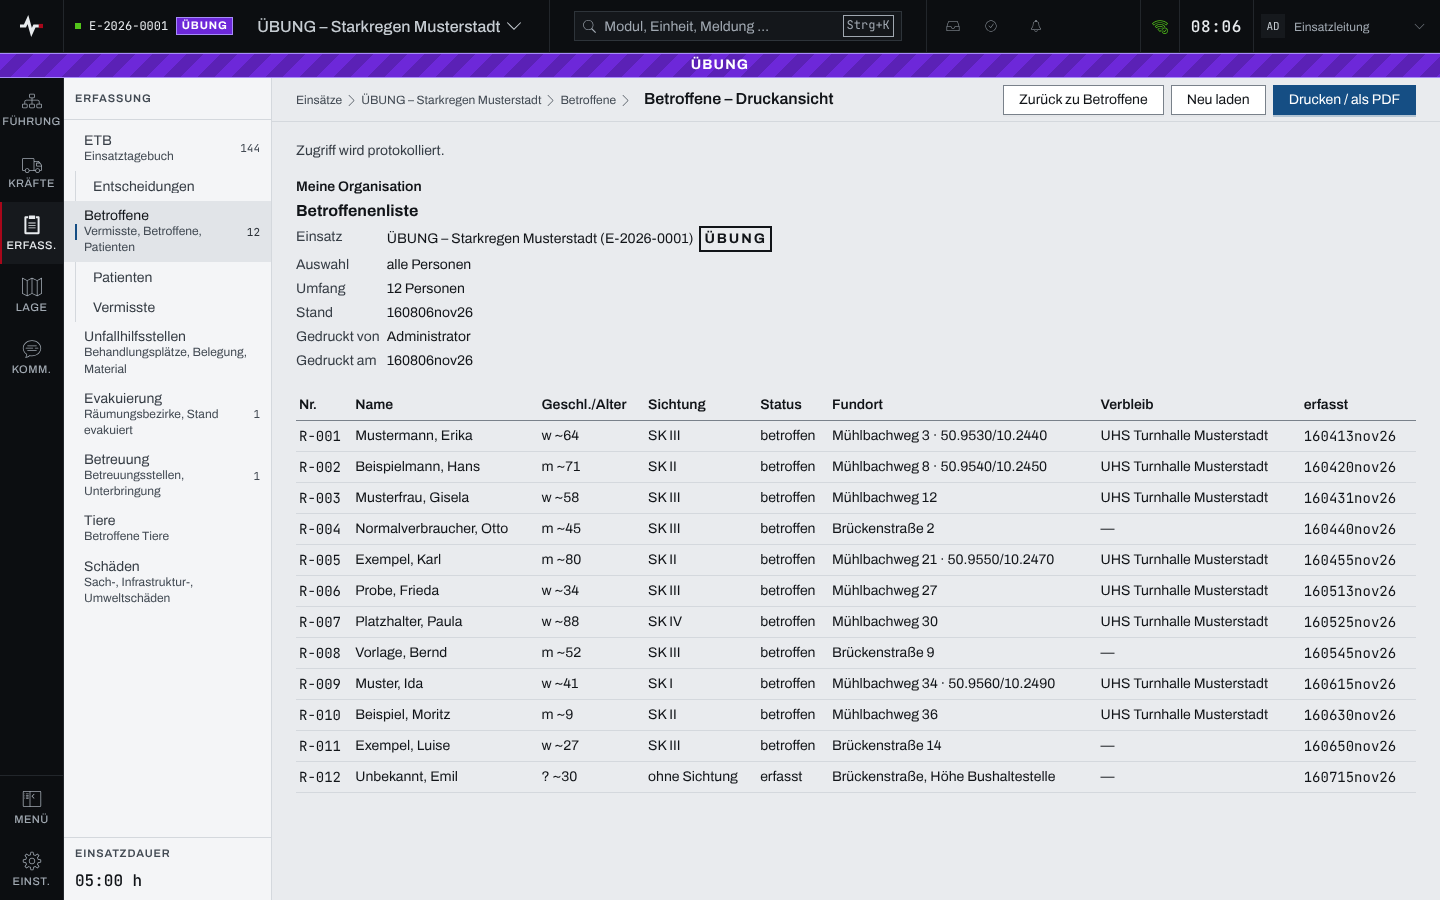 E-2026-0001 ÜBUNG ÜBUNG – Starkregen Musterstadt Modul, Einheit, Meldung ... Strg+K 08:06 AD Einsatzleitung
ÜBUNG
FÜHRUNG
KRÄFTE
ERFASS.
LAGE
KOMM.
MENÜ
EINST.
ERFASSUNG
ETB
Einsatztagebuch
144
Entscheidungen
Betroffene
Vermisste, Betroffene,
Patienten
12
Patienten
Vermisste
Unfallhilfsstellen
Behandlungsplätze, Belegung,
Material
Evakuierung
Räumungsbezirke, Stand
evakuiert
1
Betreuung
Betreuungsstellen,
Unterbringung
1
Tiere
Betroffene Tiere
Schäden
Sach-, Infrastruktur-,
Umweltschäden
EINSATZDAUER
05:00 h
Einsätze ÜBUNG – Starkregen Musterstadt Betroffene Betroffene – Druckansicht Zurück zu Betroffene Neu laden Drucken / als PDF
Zugriff wird protokolliert.
Meine Organisation
Betroffenenliste
Einsatz ÜBUNG – Starkregen Musterstadt (E-2026-0001) ÜBUNG
Auswahl alle Personen
Umfang 12 Personen
Stand 160806nov26
Gedruckt von Administrator
Gedruckt am 160806nov26
Nr. Name Geschl./Alter Sichtung Status Fundort Verbleib erfasst
R-001 Mustermann, Erika w ~64 SK III betroffen Mühlbachweg 3 · 50.9530/10.2440 UHS Turnhalle Musterstadt 160413nov26
R-002 Beispielmann, Hans m ~71 SK II betroffen Mühlbachweg 8 · 50.9540/10.2450 UHS Turnhalle Musterstadt 160420nov26
R-003 Musterfrau, Gisela w ~58 SK III betroffen Mühlbachweg 12 UHS Turnhalle Musterstadt 160431nov26
R-004 Normalverbraucher, Otto m ~45 SK III betroffen Brückenstraße 2 — 160440nov26
R-005 Exempel, Karl m ~80 SK II betroffen Mühlbachweg 21 · 50.9550/10.2470 UHS Turnhalle Musterstadt 160455nov26
R-006 Probe, Frieda w ~34 SK III betroffen Mühlbachweg 27 UHS Turnhalle Musterstadt 160513nov26
R-007 Platzhalter, Paula w ~88 SK IV betroffen Mühlbachweg 30 UHS Turnhalle Musterstadt 160525nov26
R-008 Vorlage, Bernd m ~52 SK III betroffen Brückenstraße 9 — 160545nov26
R-009 Muster, Ida w ~41 SK I betroffen Mühlbachweg 34 · 50.9560/10.2490 UHS Turnhalle Musterstadt 160615nov26
R-010 Beispiel, Moritz m ~9 SK II betroffen Mühlbachweg 36 UHS Turnhalle Musterstadt 160630nov26
R-011 Exempel, Luise w ~27 SK III betroffen Brückenstraße 14 — 160650nov26
R-012 Unbekannt, Emil ? ~30 ohne Sichtung erfasst Brückenstraße, Höhe Bushaltestelle — 160715nov26